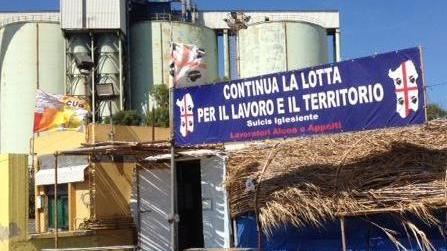 CONTINUA LA LOTTA
PER IL LAVORO E IL TERRITORIO
Sulcis Iglesiente
Lavoratori Alcoa e Appalti